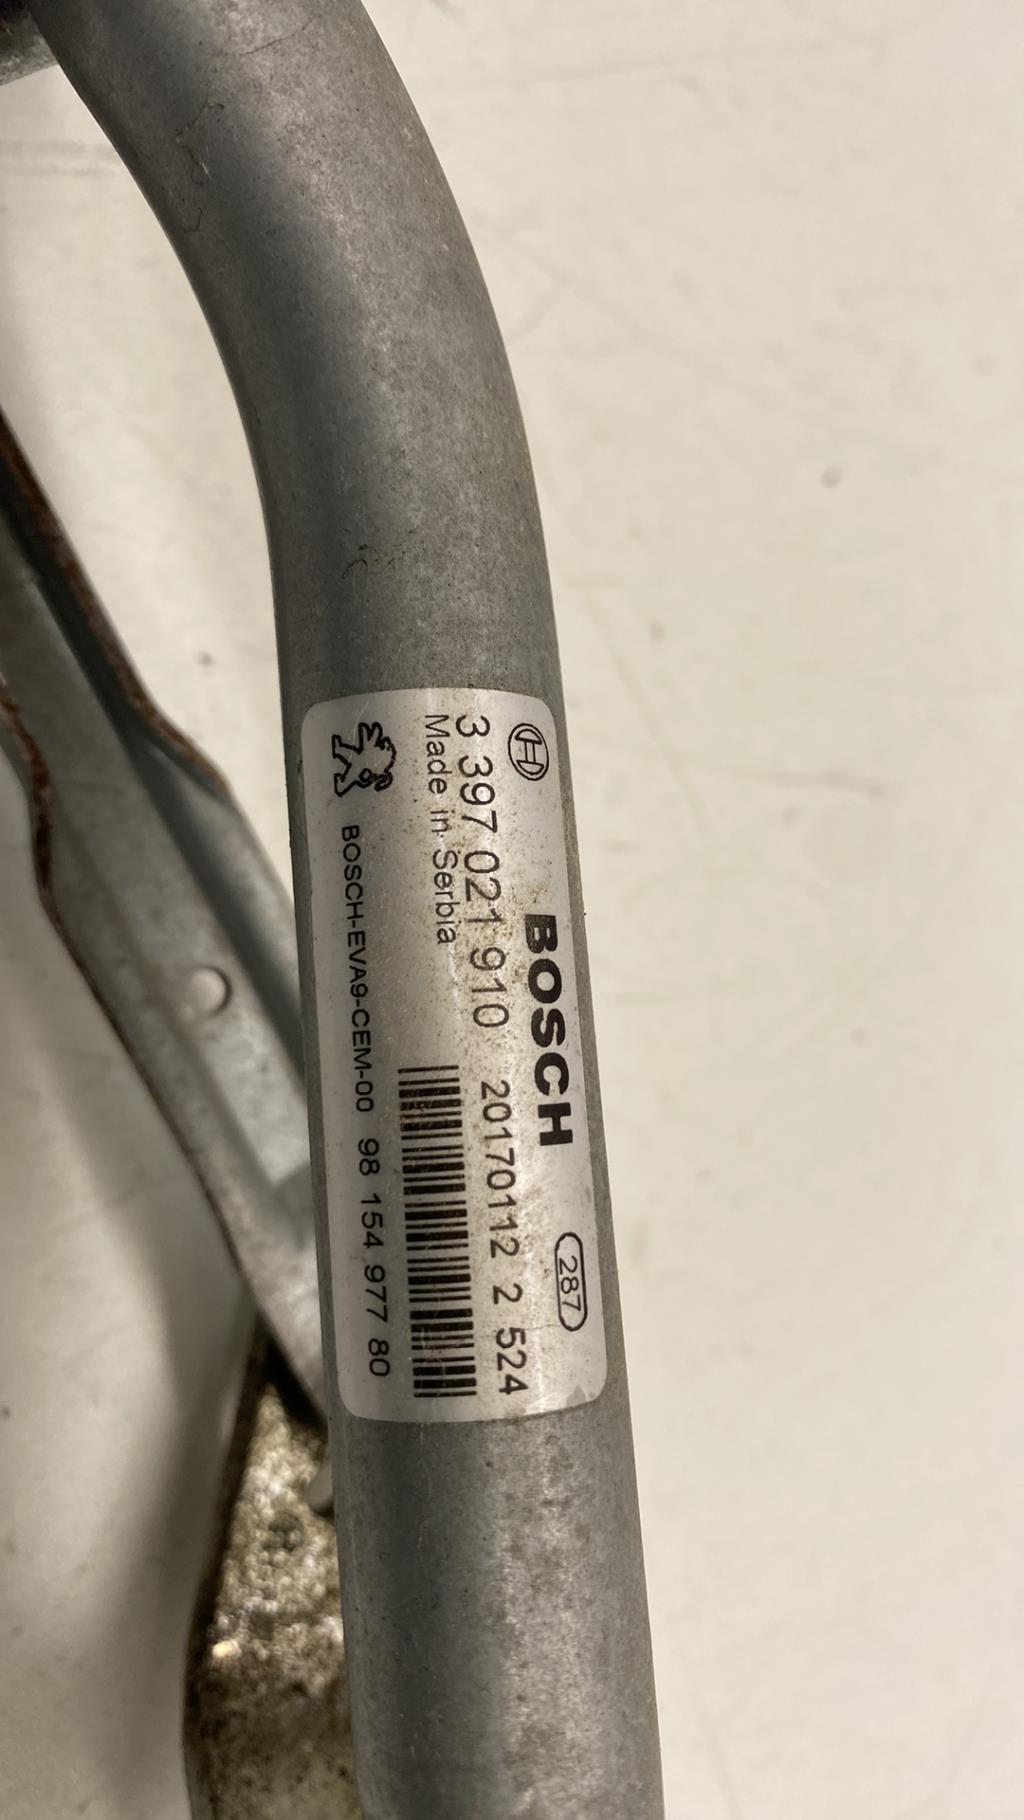 BOSCH
287
3 397 021 910 20170112 2 524
Made in Serbia
BOSCH-EVA9-CEM-00 98 154 977 80